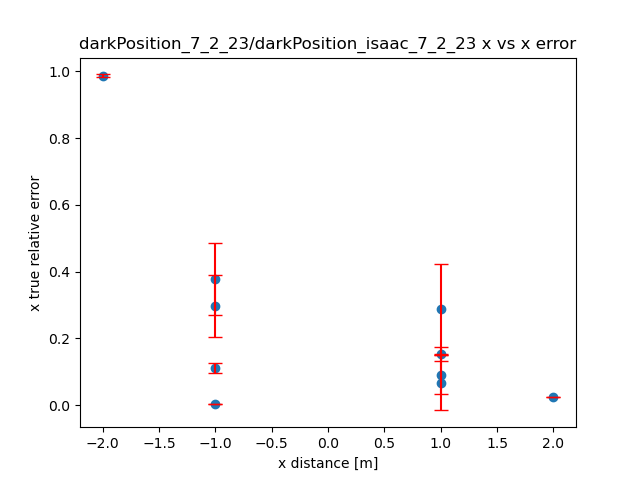 darkPosition_7_2_23/darkPosition_isaac_7_2_23 x vs x error
1.0
0.8
0.6
0.4
0.2
0.0
x true relative error
−2.0 −1.5 −1.0 −0.5 0.0 0.5 1.0 1.5 2.0
x distance [m]